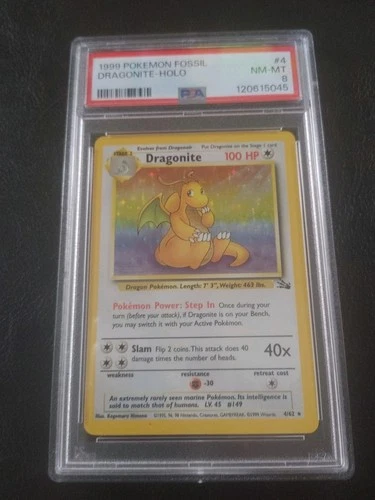 1999 POKEMON FOSSIL #4
DRAGONITE-HOLO NM-MT
8
PSA 120615045
STAGE 2 Evolves from Dragonair Put Dragonite on the Stage 1 card
Dragonite 100 HP
Dragon Pokémon. Length: 7' 3", Weight: 463 lbs.
Pokémon Power: Step In Once during your
turn (before your attack), if Dragonite is on your Bench,
you may switch it with your Active Pokémon.
Slam Flip 2 coins. This attack does 40
damage times the number of heads.
40x
weakness resistance retreat cost
-30
An extremely rarely seen marine Pokémon. Its intelligence is
said to match that of humans. LV. 45 #149
Illus. Kagemaru Himeno
4/62